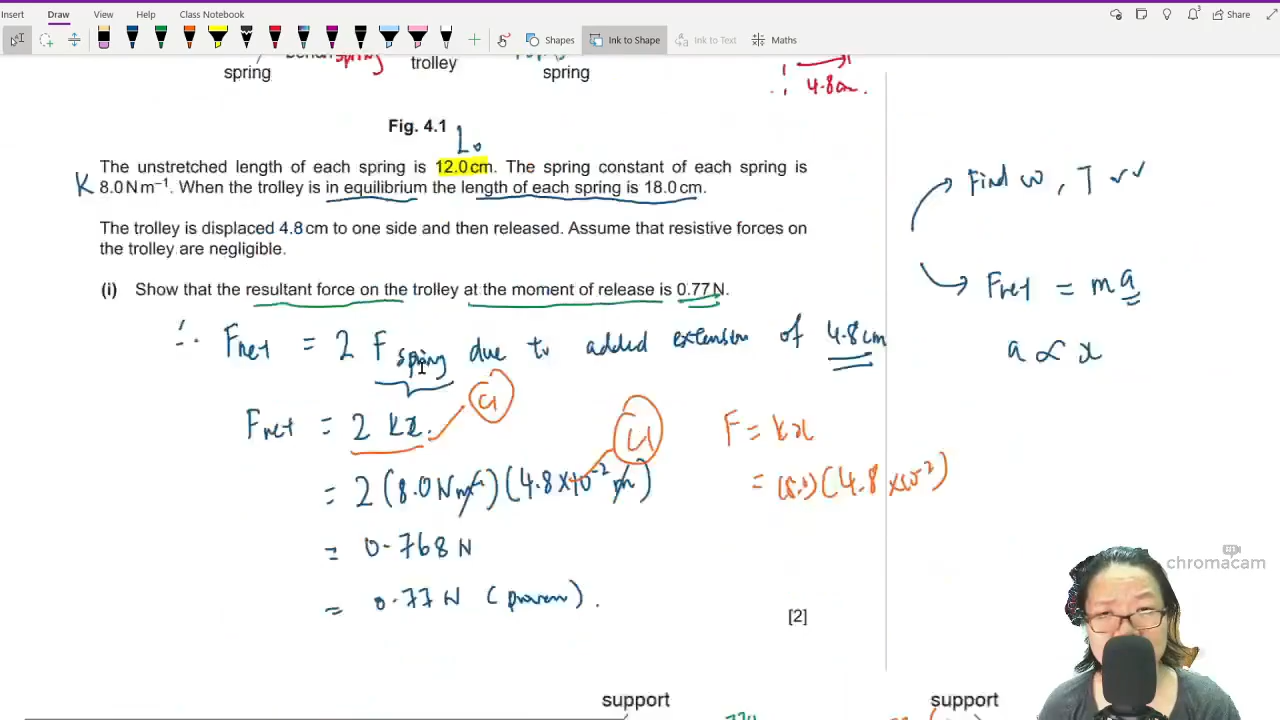 Insert Draw View Help Class Notebook Share
Shapes Ink to Shape Ink to Text Maths
spring spring trolley spring
4.8cm.
Fig. 4.1
L₀
The unstretched length of each spring is 12.0 cm. The spring constant of each spring is
K 8.0 N m⁻¹. When the trolley is in equilibrium the length of each spring is 18.0 cm.
The trolley is displaced 4.8 cm to one side and then released. Assume that resistive forces on
the trolley are negligible.
(i) Show that the resultant force on the trolley at the moment of release is 0.77 N.
∴ Fnet = 2 F spring due to added extension of 4.8cm
Fnet = 2 kx.
C1
= 2 (8.0 N m⁻¹) (4.8 × 10⁻² m)
= 0.768 N
= 0.77 N (proven).
F = kx
= (8.0) (4.8 × 10⁻²)
[2]
Find ω, T ✓✓
Fnet = ma
a ∝ x
chromacam
support support